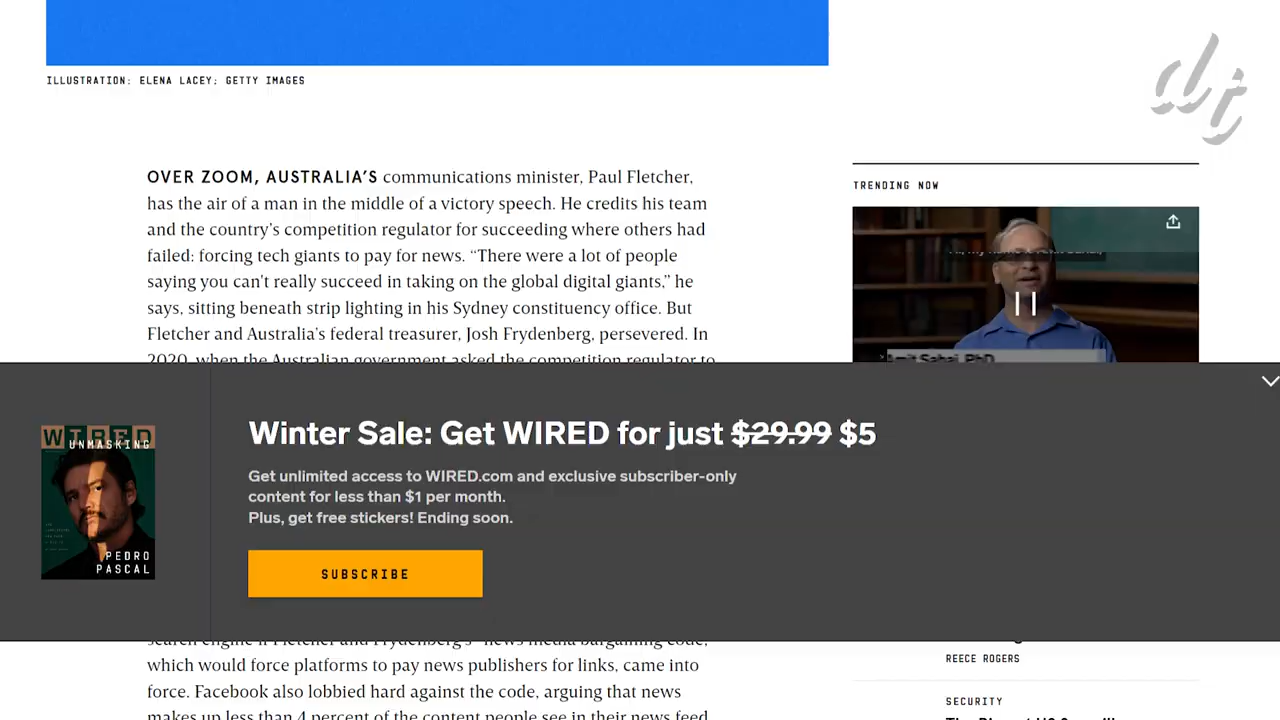 ILLUSTRATION: ELENA LACEY; GETTY IMAGES
dt
OVER ZOOM, AUSTRALIA'S communications minister, Paul Fletcher,
has the air of a man in the middle of a victory speech. He credits his team
and the country's competition regulator for succeeding where others had
failed: forcing tech giants to pay for news. “There were a lot of people
saying you can't really succeed in taking on the global digital giants,” he
says, sitting beneath strip lighting in his Sydney constituency office. But
Fletcher and Australia's federal treasurer, Josh Frydenberg, persevered. In
2020, when the Australian government asked the competition regulator to
TRENDING NOW
Amit Sahai, PhD
WIRED
UNMASKING
PEDRO
PASCAL
Winter Sale: Get WIRED for just $29.99 $5
Get unlimited access to WIRED.com and exclusive subscriber-only
content for less than $1 per month.
Plus, get free stickers! Ending soon.
SUBSCRIBE
search engine if Fletcher and Frydenberg's “news media bargaining code,”
which would force platforms to pay news publishers for links, came into
force. Facebook also lobbied hard against the code, arguing that news
makes up less than 4 percent of the content people see in their news feed
REECE ROGERS
SECURITY